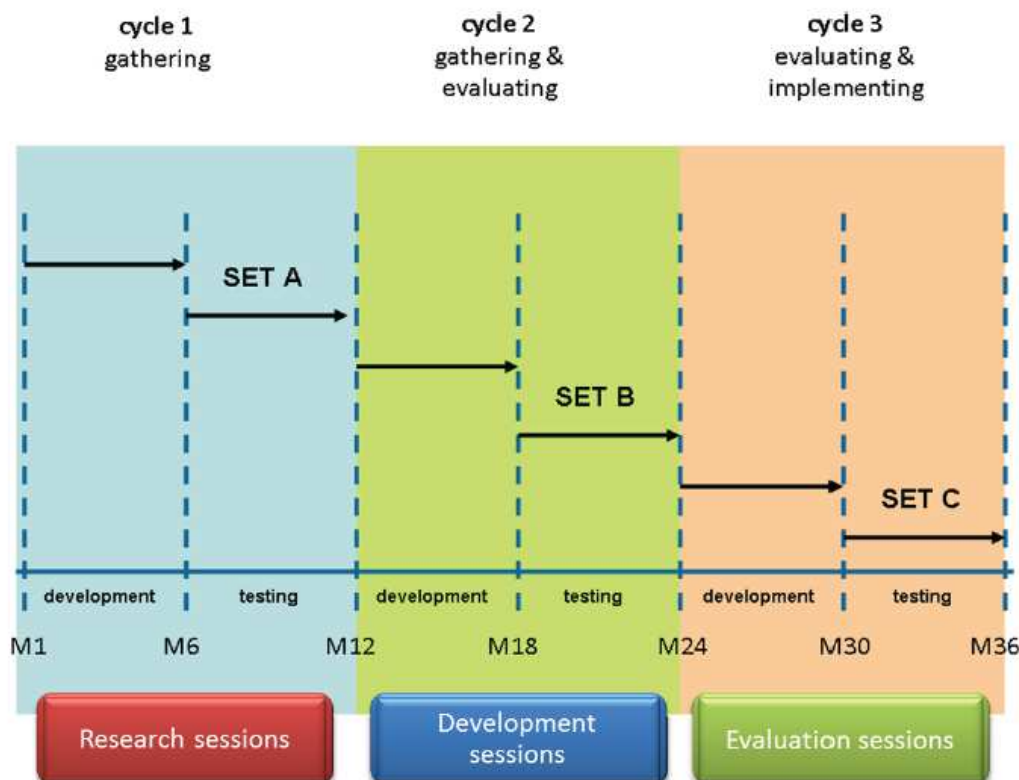 cycle 1
gathering
cycle 2
gathering &
evaluating
cycle 3
evaluating &
implementing
SET A
SET B
SET C
development
testing
development
testing
development
testing
M1
M6
M12
M18
M24
M30
M36
Research sessions
Development
sessions
Evaluation sessions